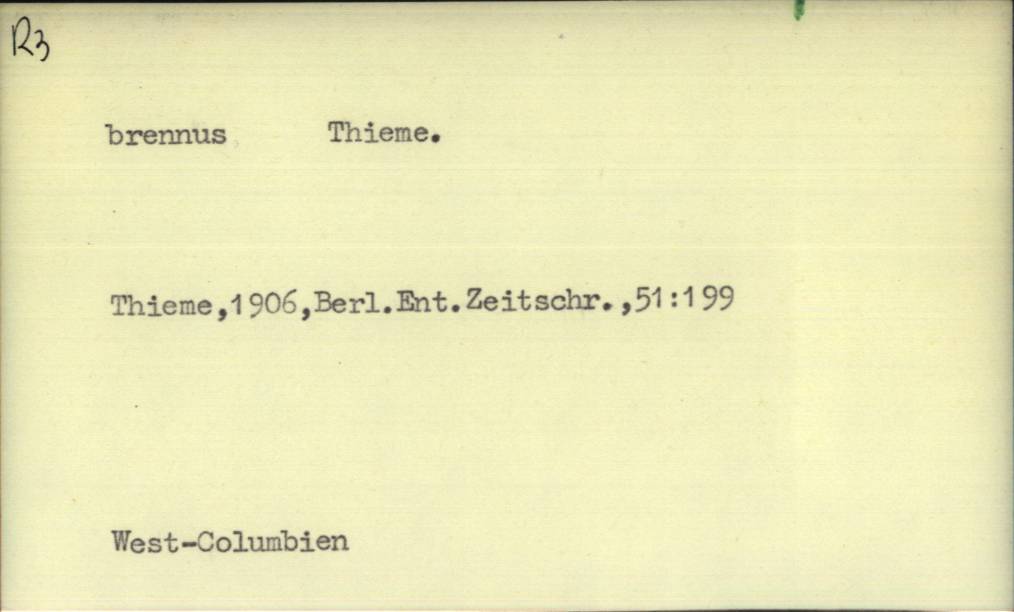 R3
brennus Thieme.
Thieme,1906,Berl.Ent.Zeitschr.,51:199
West-Columbien